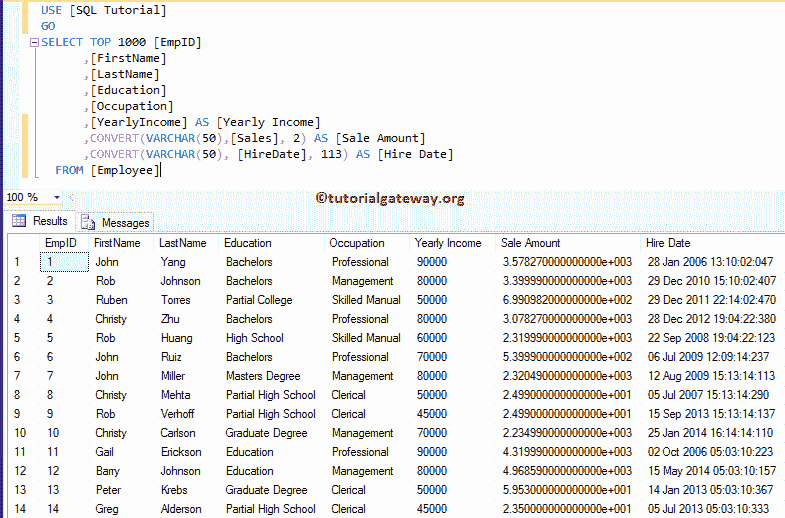 USE [SQL Tutorial]
GO
SELECT TOP 1000 [EmpID]
,[FirstName]
,[LastName]
,[Education]
,[Occupation]
,[YearlyIncome] AS [Yearly Income]
,CONVERT(VARCHAR(50),[Sales], 2) AS [Sale Amount]
,CONVERT(VARCHAR(50), [HireDate], 113) AS [Hire Date]
FROM [Employee]
100 %
©tutorialgateway.org
Results Messages
EmpID FirstName LastName Education Occupation Yearly Income Sale Amount Hire Date
1 1 John Yang Bachelors Professional 90000 3.578270000000000e+003 28 Jan 2006 13:10:02:047
2 2 Rob Johnson Bachelors Management 80000 3.399990000000000e+003 29 Dec 2010 15:10:02:407
3 3 Ruben Torres Partial College Skilled Manual 50000 6.990982000000000e+002 29 Dec 2011 22:14:02:470
4 4 Christy Zhu Bachelors Professional 80000 3.078270000000000e+003 28 Dec 2012 19:04:22:380
5 5 Rob Huang High School Skilled Manual 60000 2.319990000000000e+003 22 Sep 2008 19:04:22:123
6 6 John Ruiz Bachelors Professional 70000 5.399900000000000e+002 06 Jul 2009 12:09:14:237
7 7 John Miller Masters Degree Management 80000 2.320490000000000e+003 12 Aug 2009 15:13:14:113
8 8 Christy Mehta Partial High School Clerical 50000 2.499000000000000e+001 05 Jul 2007 15:13:14:290
9 9 Rob Verhoff Partial High School Clerical 45000 2.499000000000000e+001 15 Sep 2013 15:13:14:137
10 10 Christy Carlson Graduate Degree Management 70000 2.234990000000000e+003 25 Jan 2014 16:14:14:110
11 11 Gail Erickson Education Professional 90000 4.319990000000000e+003 02 Oct 2006 05:03:10:223
12 12 Barry Johnson Education Management 80000 4.968590000000000e+003 15 May 2014 05:03:10:157
13 13 Peter Krebs Graduate Degree Clerical 50000 5.953000000000000e+001 14 Jan 2013 05:03:10:367
14 14 Greg Alderson Partial High School Clerical 45000 2.350000000000000e+001 05 Jul 2013 05:03:10:333